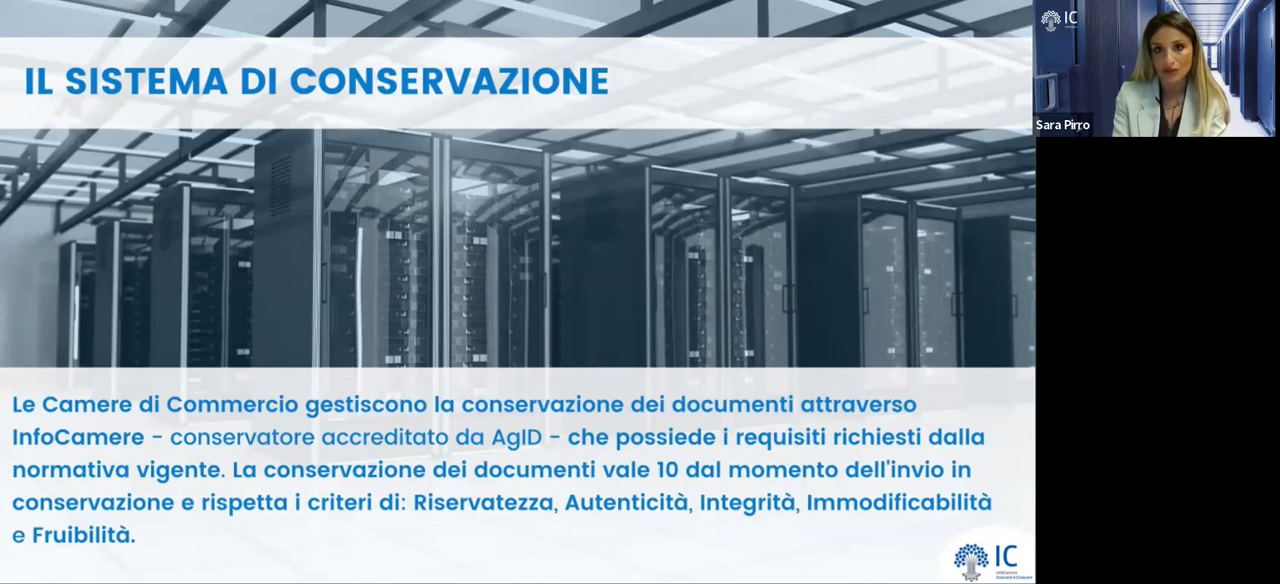 IL SISTEMA DI CONSERVAZIONE
IC
Sara Pirro
Le Camere di Commercio gestiscono la conservazione dei documenti attraverso
InfoCamere - conservatore accreditato da AgID - che possiede i requisiti richiesti dalla
normativa vigente. La conservazione dei documenti vale 10 dal momento dell'invio in
conservazione e rispetta i criteri di: Riservatezza, Autenticità, Integrità, Immodificabilità
e Fruibilità.
IC
InfoCamere